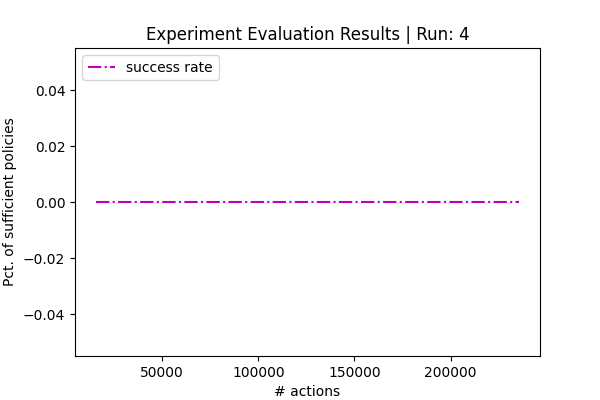 Experiment Evaluation Results | Run: 4
success rate
Pct. of sufficient policies
0.04
0.02
0.00
−0.02
−0.04
50000 100000 150000 200000
# actions